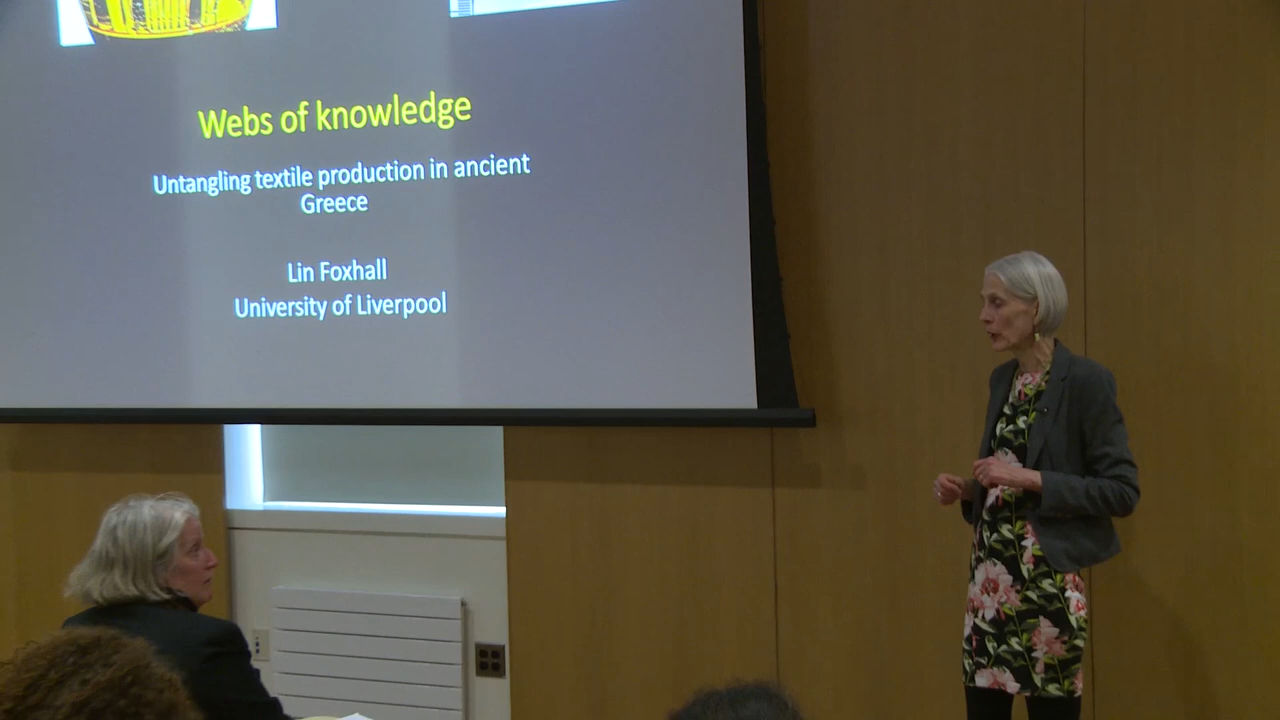 Webs of knowledge
Untangling textile production in ancient
Greece
Lin Foxhall
University of Liverpool